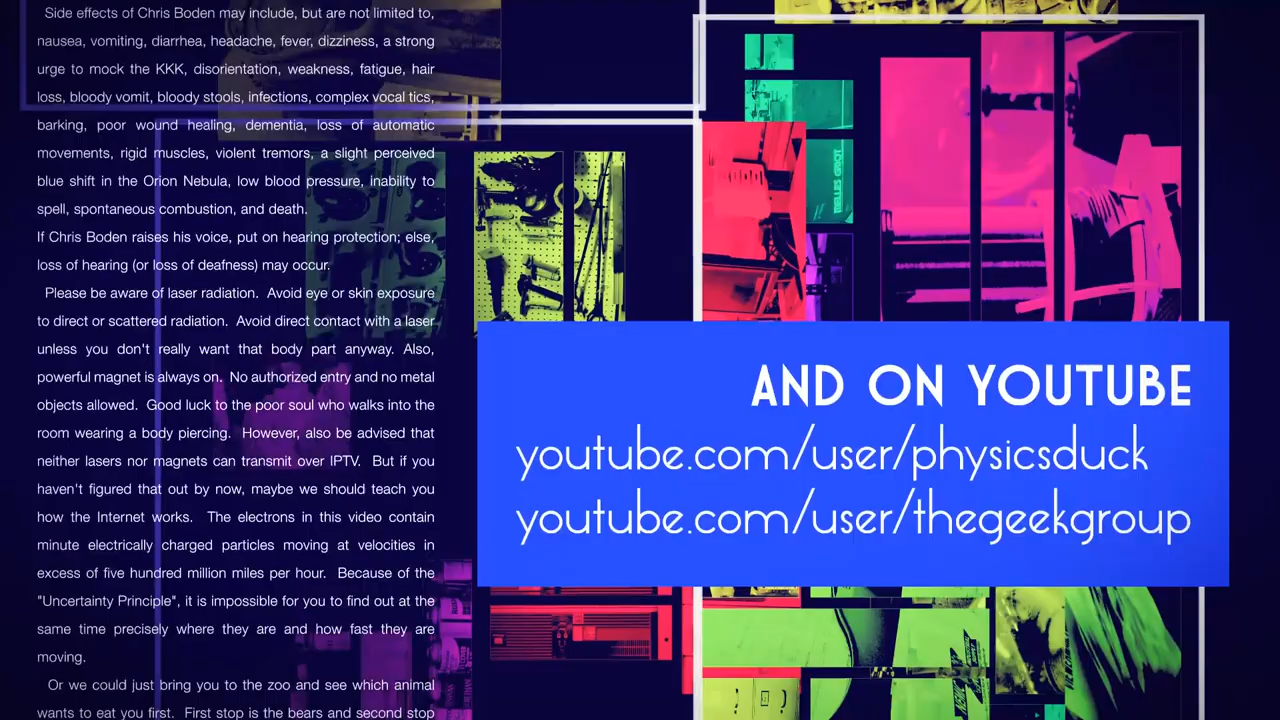 Side effects of Chris Boden may include, but are not limited to,
nausea, vomiting, diarrhea, headache, fever, dizziness, a strong
urge to mock the KKK, disorientation, weakness, fatigue, hair
loss, bloody vomit, bloody stools, infections, complex vocal tics,
barking, poor wound healing, dementia, loss of automatic
movements, rigid muscles, violent tremors, a slight perceived
blue shift in the Orion Nebula, low blood pressure, inability to
spell, spontaneous combustion, and death.
If Chris Boden raises his voice, put on hearing protection; else,
loss of hearing (or loss of deafness) may occur.
Please be aware of laser radiation. Avoid eye or skin exposure
to direct or scattered radiation. Avoid direct contact with a laser
unless you don't really want that body part anyway. Also,
powerful magnet is always on. No authorized entry and no metal
objects allowed. Good luck to the poor soul who walks into the
room wearing a body piercing. However, also be advised that
neither lasers nor magnets can transmit over IPTV. But if you
haven't figured that out by now, maybe we should teach you
how the Internet works. The electrons in this video contain
minute electrically charged particles moving at velocities in
excess of five hundred million miles per hour. Because of the
"Uncertainty Principle", it is impossible for you to find out at the
same time precisely where they are and how fast they are
moving.
Or we could just bring you to the zoo and see which animal
wants to eat you first. First stop is the bears and second stop
MELLES GRIOT
AND ON YOUTUBE
youtube.com/user/physicsduck
youtube.com/user/thegeekgroup